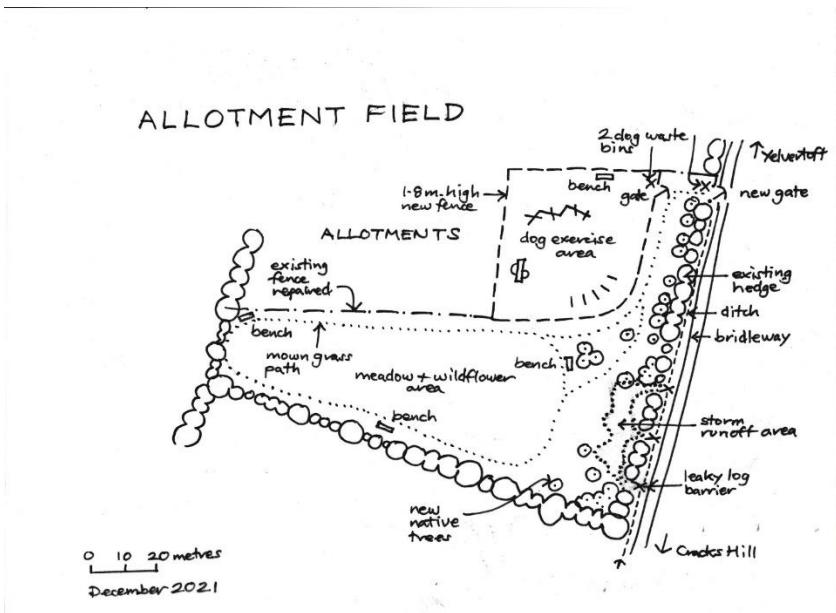 ALLOTMENT FIELD
2 dog waste
bins
↑ Yelvertoft
1.8m. high
new fence
bench
gate
new gate
ALLOTMENTS
dog exercise
area
existing
fence
repaired
existing
hedge
ditch
bridleway
bench
mown grass
path
bench
meadow + wildflower
area
bench
storm
runoff area
leaky log
barrier
new
native
trees
↓ Cracks Hill
0 10 20 metres
December 2021